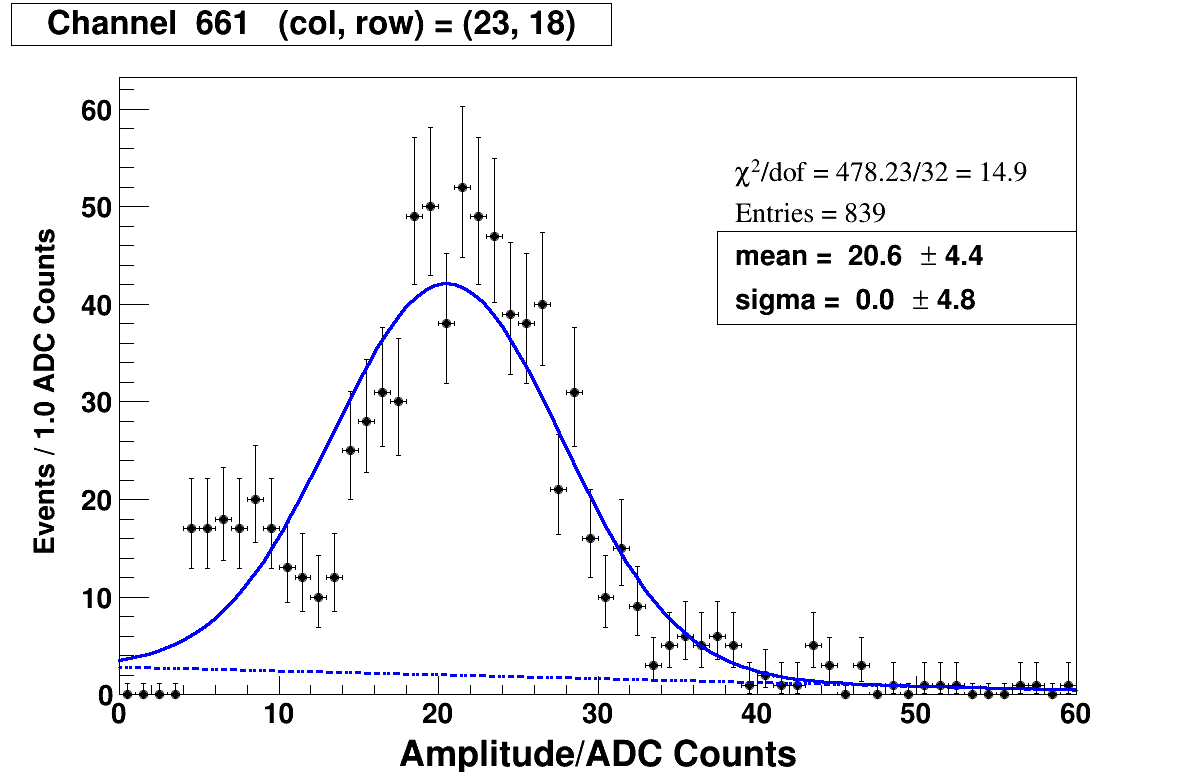 Channel 661 (col, row) = (23, 18)
60
50
40
30
20
10
0
Events / 1.0 ADC Counts
χ²/dof = 478.23/32 = 14.9
Entries = 839
mean = 20.6 ± 4.4
sigma = 0.0 ± 4.8
0 10 20 30 40 50 60
Amplitude/ADC Counts